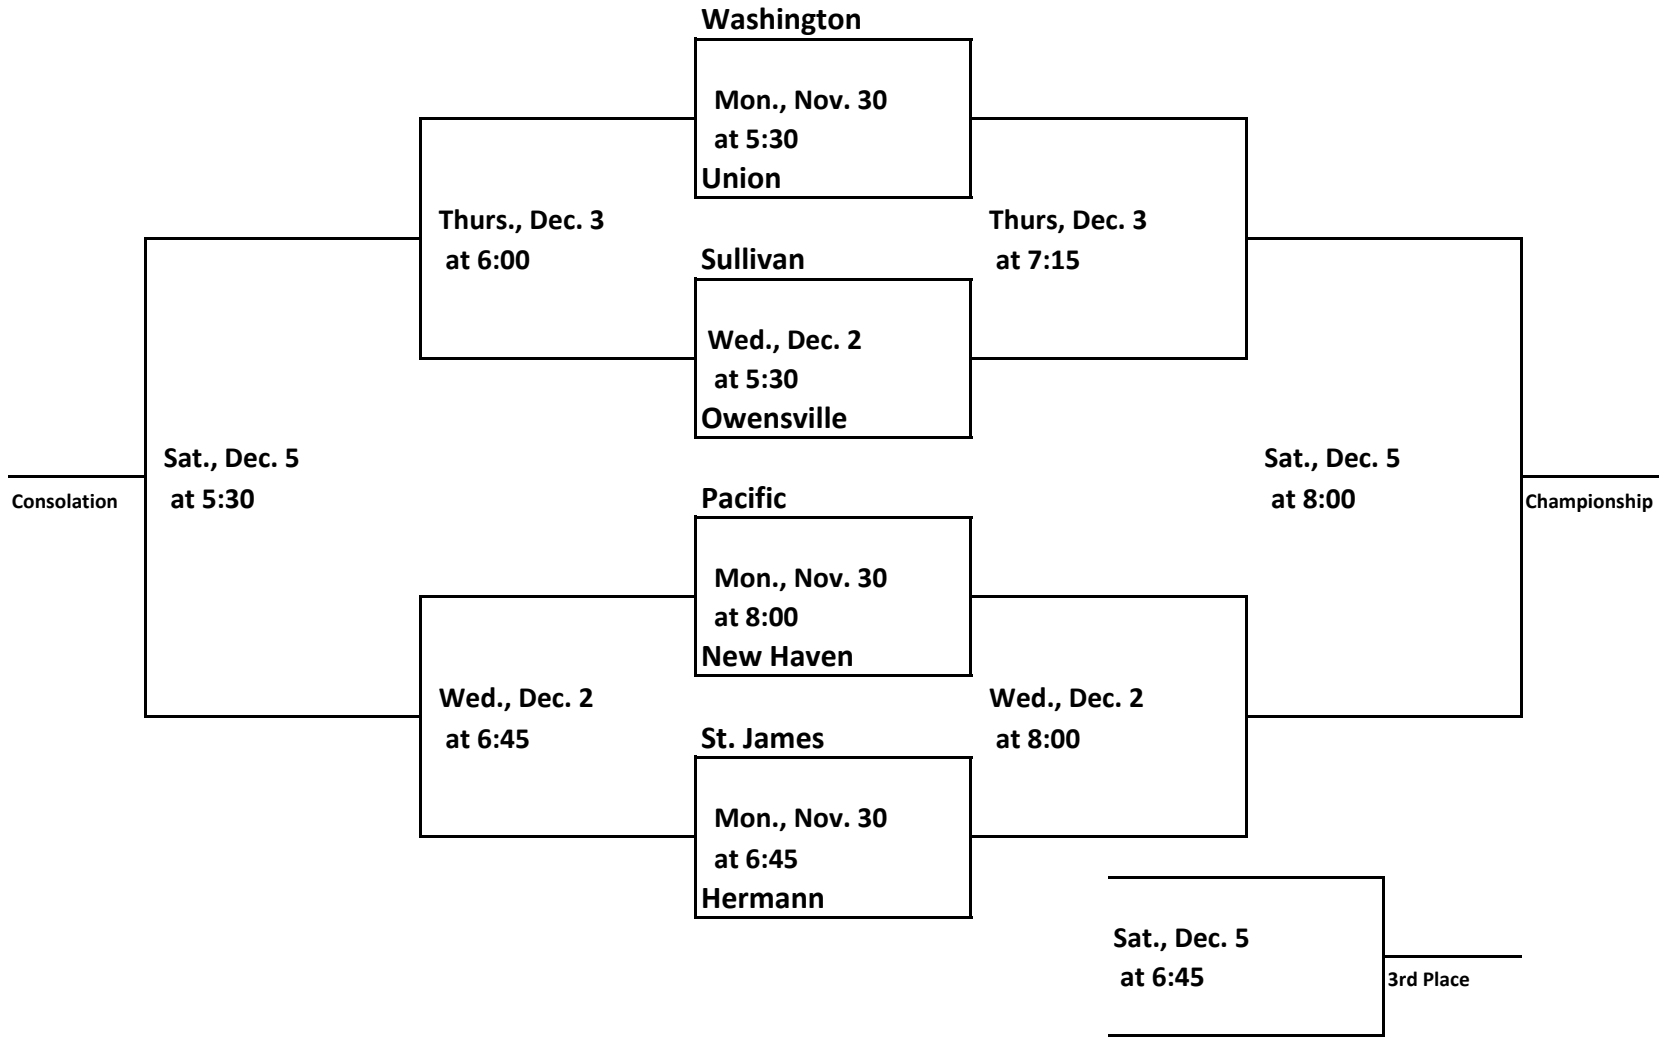 Washington
Mon., Nov. 30
at 5:30
Union
Thurs., Dec. 3
at 6:00
Thurs, Dec. 3
at 7:15
Sullivan
Wed., Dec. 2
at 5:30
Owensville
Sat., Dec. 5
at 5:30
Consolation
Sat., Dec. 5
at 8:00
Championship
Pacific
Mon., Nov. 30
at 8:00
New Haven
Wed., Dec. 2
at 6:45
Wed., Dec. 2
at 8:00
St. James
Mon., Nov. 30
at 6:45
Hermann
Sat., Dec. 5
at 6:45
3rd Place